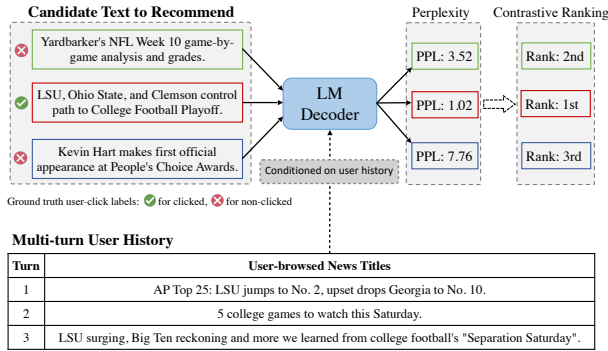 Candidate Text to Recommend
Perplexity
Contrastive Ranking
Yardbarker's NFL Week 10 game-by-
game analysis and grades.
LSU, Ohio State, and Clemson control
path to College Football Playoff.
Kevin Hart makes first official
appearance at People's Choice Awards.
LM
Decoder
Conditioned on user history
PPL: 3.52
PPL: 1.02
PPL: 7.76
Rank: 2nd
Rank: 1st
Rank: 3rd
Ground truth user-click labels: for clicked, for non-clicked
Multi-turn User History
Turn User-browsed News Titles
1 AP Top 25: LSU jumps to No. 2, upset drops Georgia to No. 10.
2 5 college games to watch this Saturday.
3 LSU surging, Big Ten reckoning and more we learned from college football's "Separation Saturday".